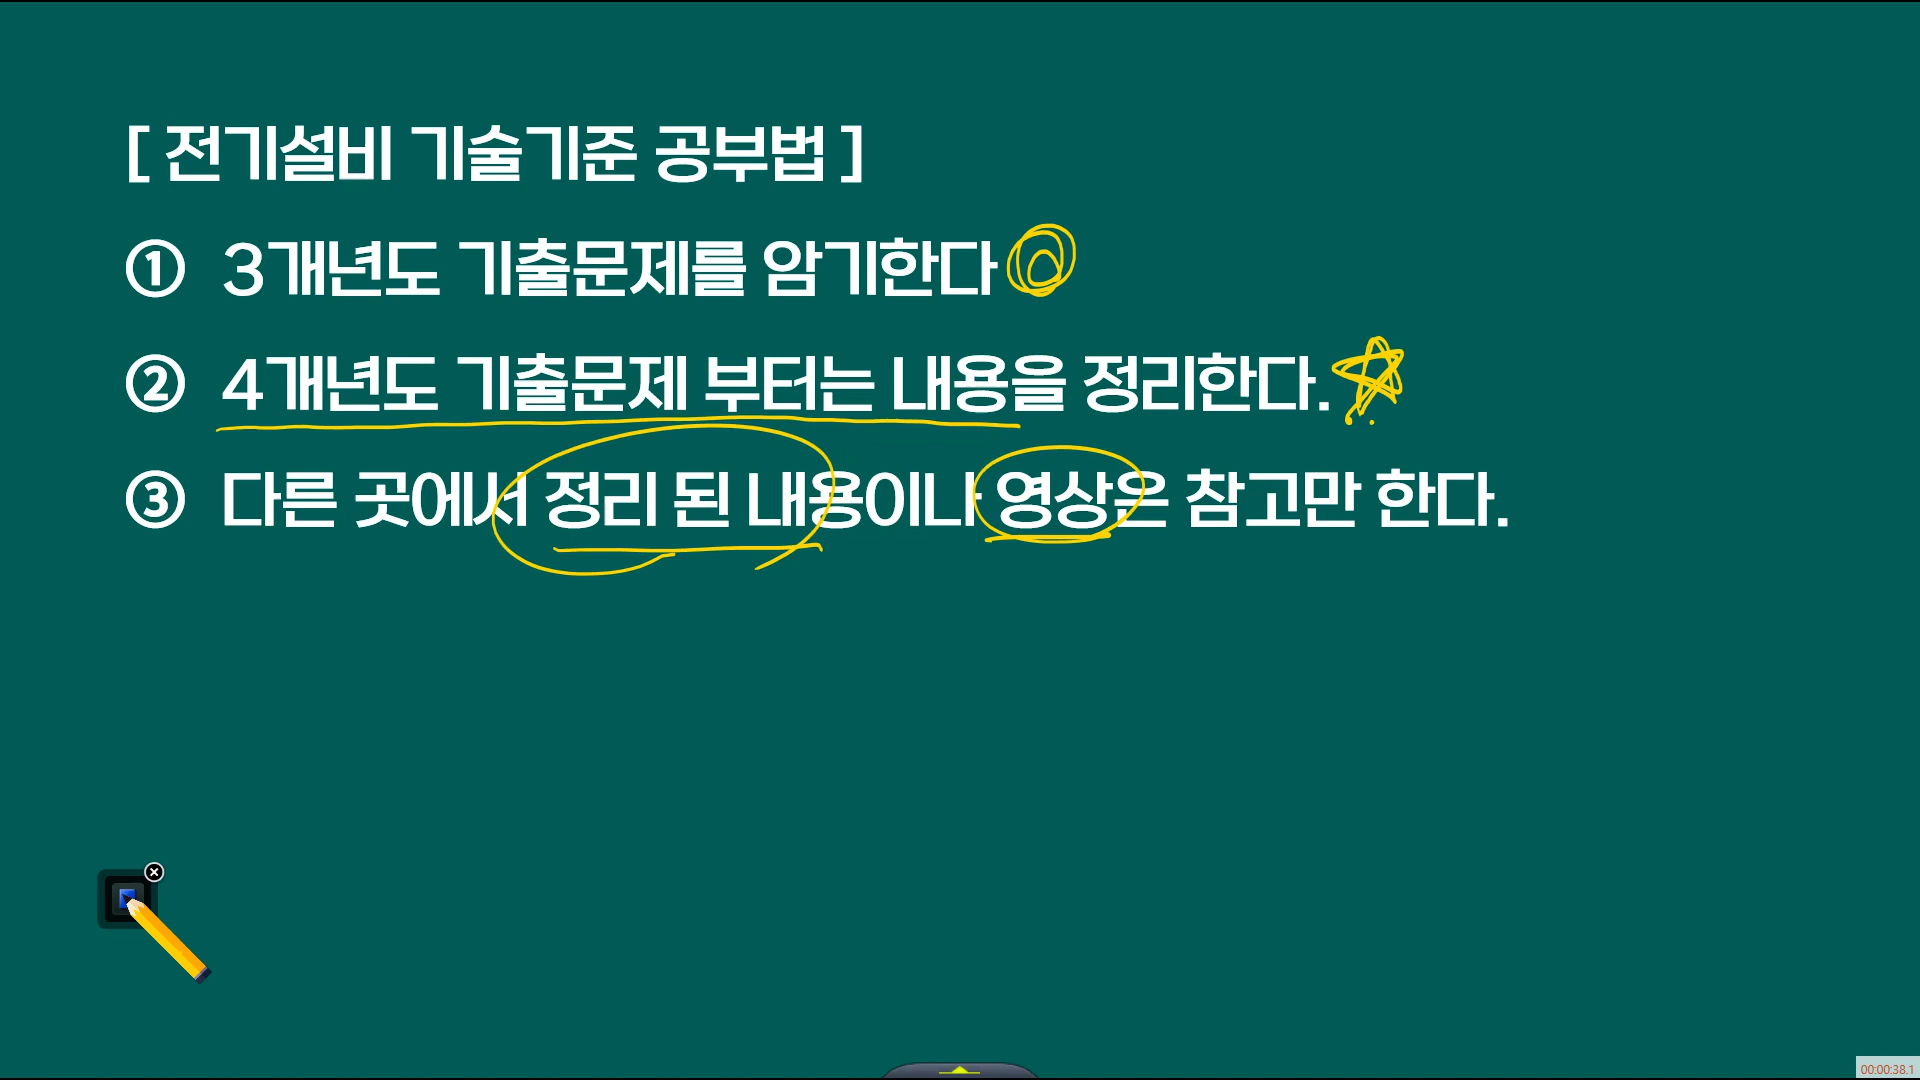 [ 전기설비 기술기준 공부법 ]
① 3개년도 기출문제를 암기한다
② 4개년도 기출문제 부터는 내용을 정리한다.
③ 다른 곳에서 정리 된 내용이나 영상은 참고만 한다.
00:00:38.1